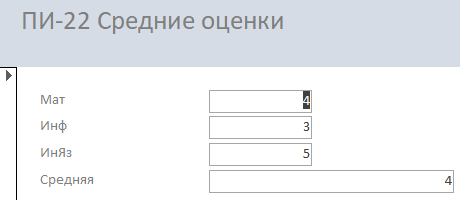 ПИ-22 Средние оценки
Мат 4
Инф 3
ИнЯз 5
Средняя 4